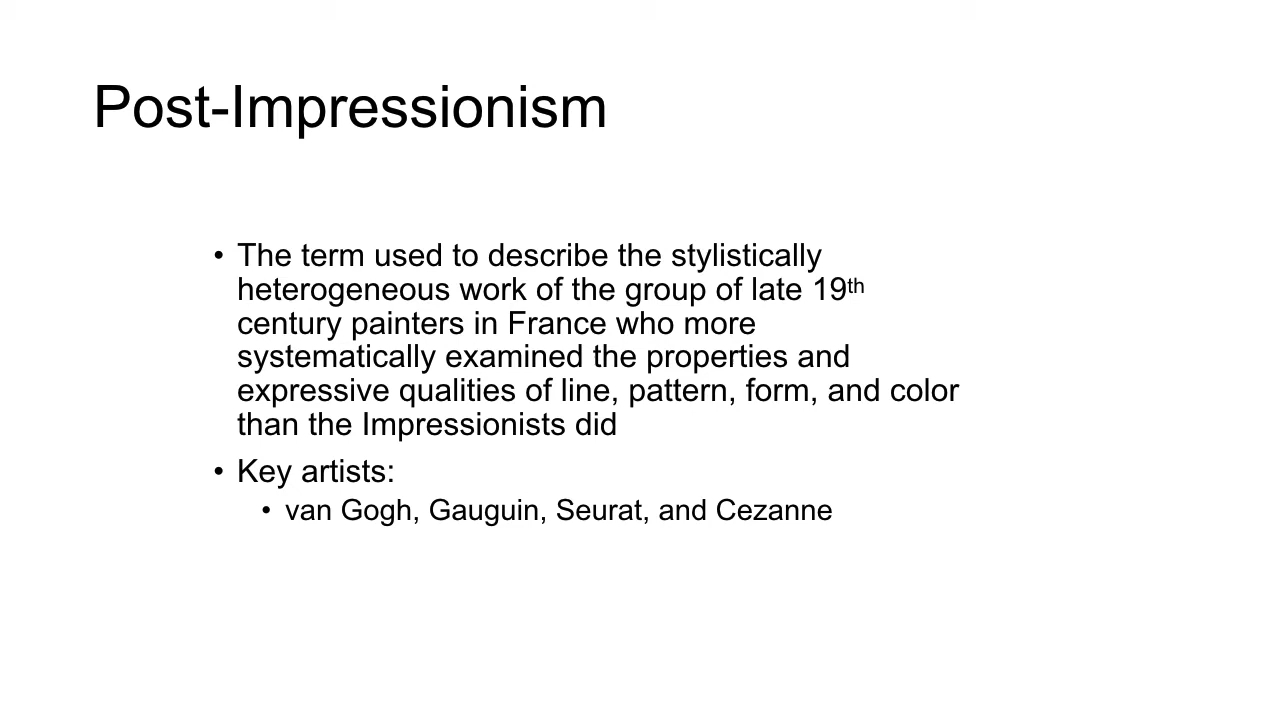 Post-Impressionism
• The term used to describe the stylistically
heterogeneous work of the group of late 19th
century painters in France who more
systematically examined the properties and
expressive qualities of line, pattern, form, and color
than the Impressionists did
• Key artists:
• van Gogh, Gauguin, Seurat, and Cezanne